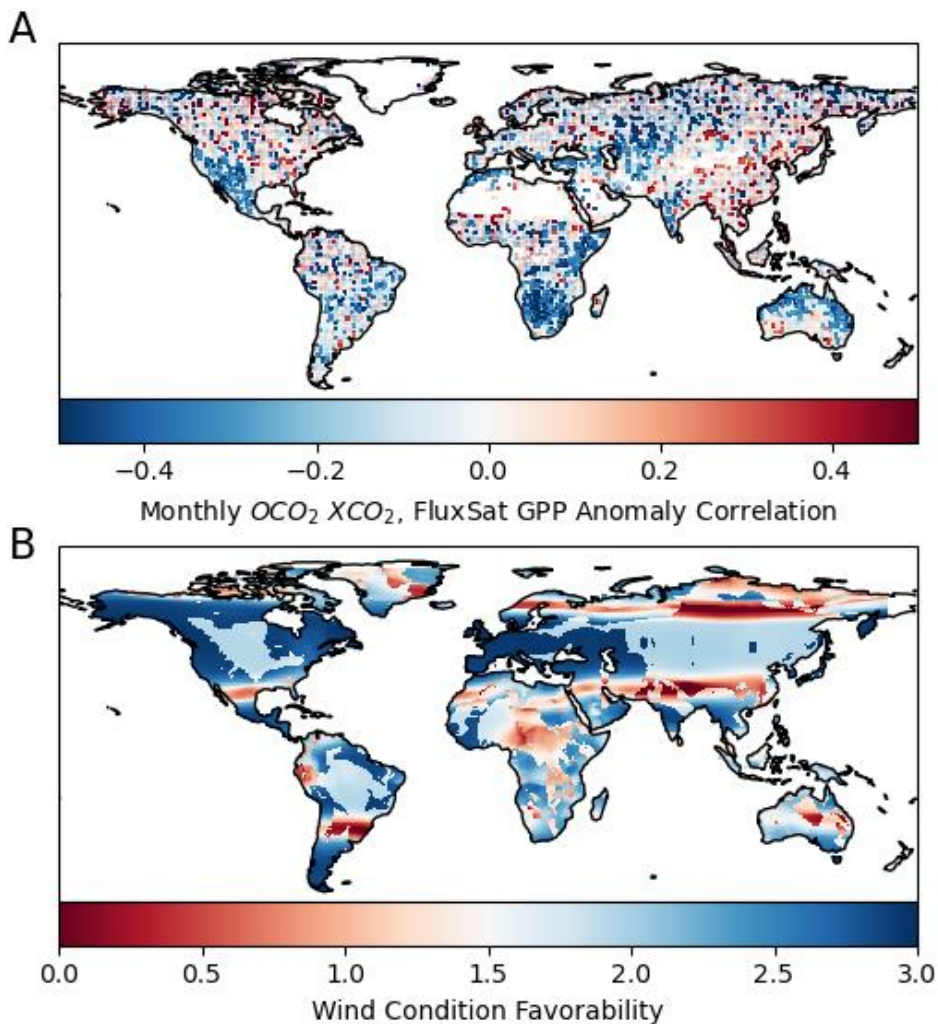 A
−0.4 −0.2 0.0 0.2 0.4
Monthly OCO₂ XCO₂, FluxSat GPP Anomaly Correlation
B
0.0 0.5 1.0 1.5 2.0 2.5 3.0
Wind Condition Favorability